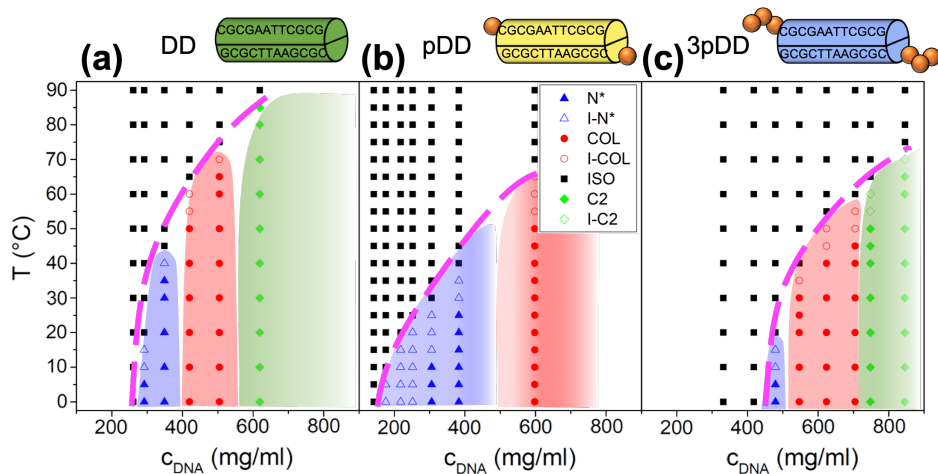 (a) DD
CGCGAATTCGCG
GCGCTTAAGCGC
(b) pDD
CGCGAATTCGCG
GCGCTTAAGCGC
(c) 3pDD
CGCGAATTCGCG
GCGCTTAAGCGC
T (°C)
90
80
70
60
50
40
30
20
10
0
N*
I-N*
COL
I-COL
ISO
C2
I-C2
200 400 600 800
200 400 600 800
200 400 600 800
c_DNA (mg/ml)
c_DNA (mg/ml)
c_DNA (mg/ml)